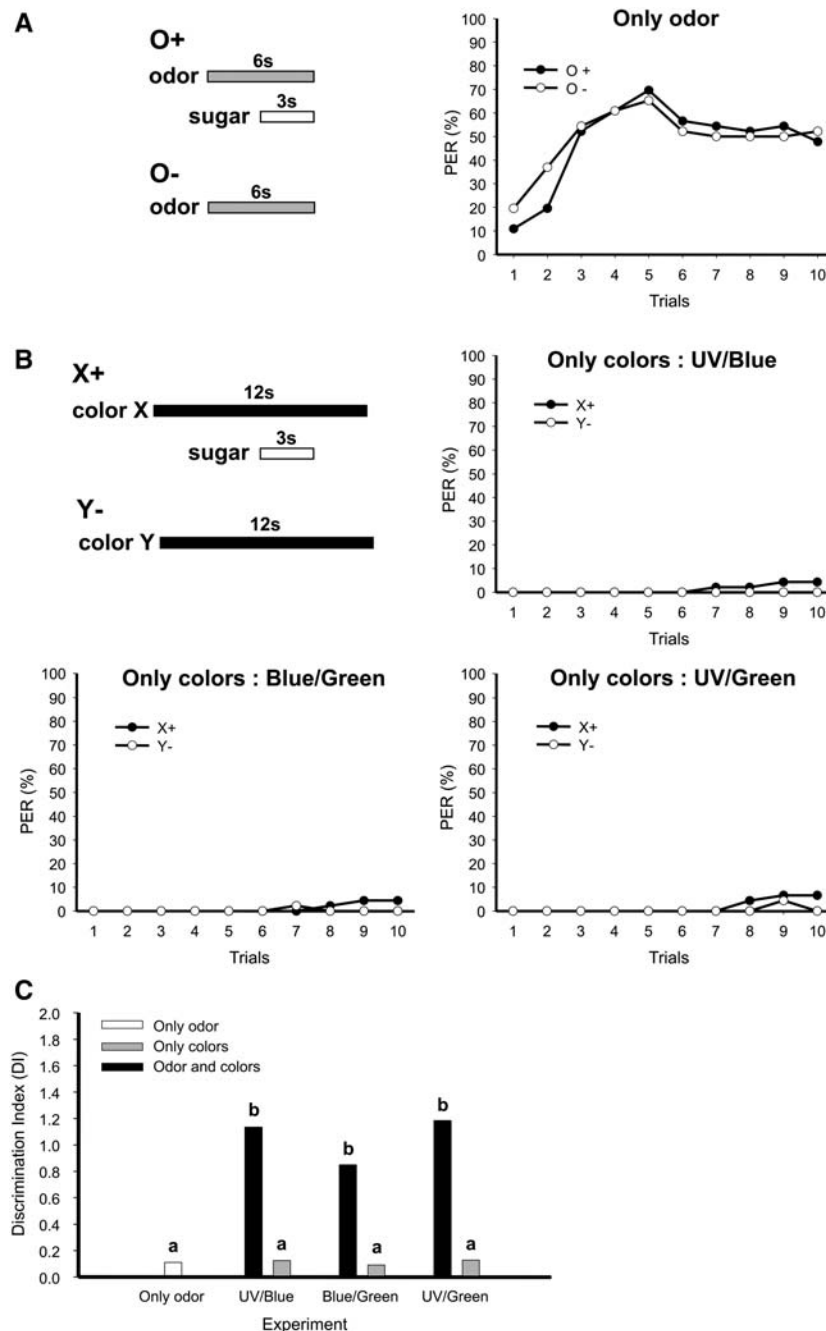 A
O+
6s
odor
3s
sugar
O-
6s
odor
Only odor
O +
O -
PER (%)
100
90
80
70
60
50
40
30
20
10
0
1 2 3 4 5 6 7 8 9 10
Trials
B
X+
12s
color X
3s
sugar
Y-
12s
color Y
Only colors : UV/Blue
X+
Y-
PER (%)
100
90
80
70
60
50
40
30
20
10
0
1 2 3 4 5 6 7 8 9 10
Trials
Only colors : Blue/Green
X+
Y-
PER (%)
100
90
80
70
60
50
40
30
20
10
0
1 2 3 4 5 6 7 8 9 10
Trials
Only colors : UV/Green
X+
Y-
PER (%)
100
90
80
70
60
50
40
30
20
10
0
1 2 3 4 5 6 7 8 9 10
Trials
C
Discrimination Index (DI)
2.0
1.8
1.6
1.4
1.2
1.0
0.8
0.6
0.4
0.2
0.0
Only odor
Only colors
Odor and colors
a b a b a b a
Only odor UV/Blue Blue/Green UV/Green
Experiment